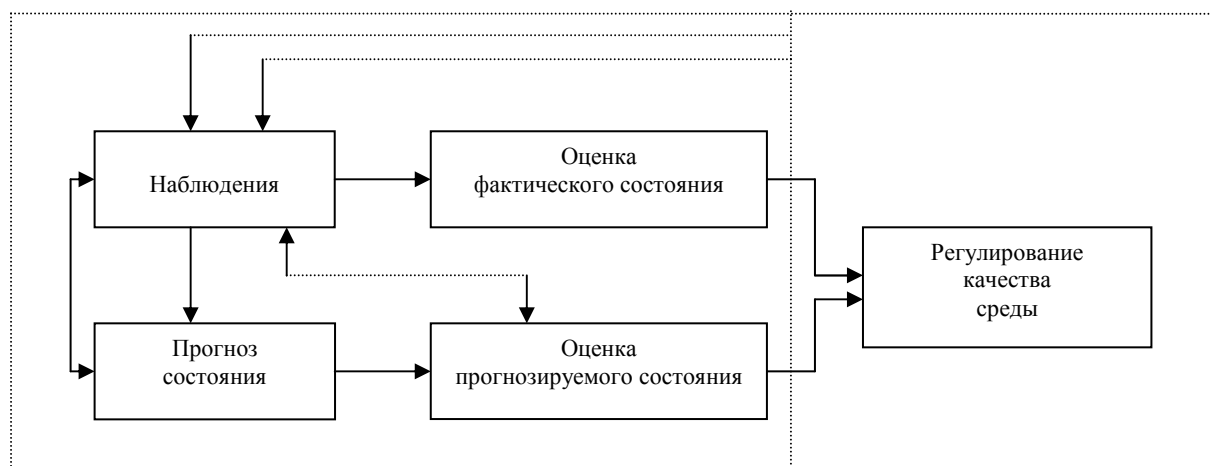 Наблюдения
Оценка
фактического состояния
Регулирование
качества
среды
Прогноз
состояния
Оценка
прогнозируемого состояния